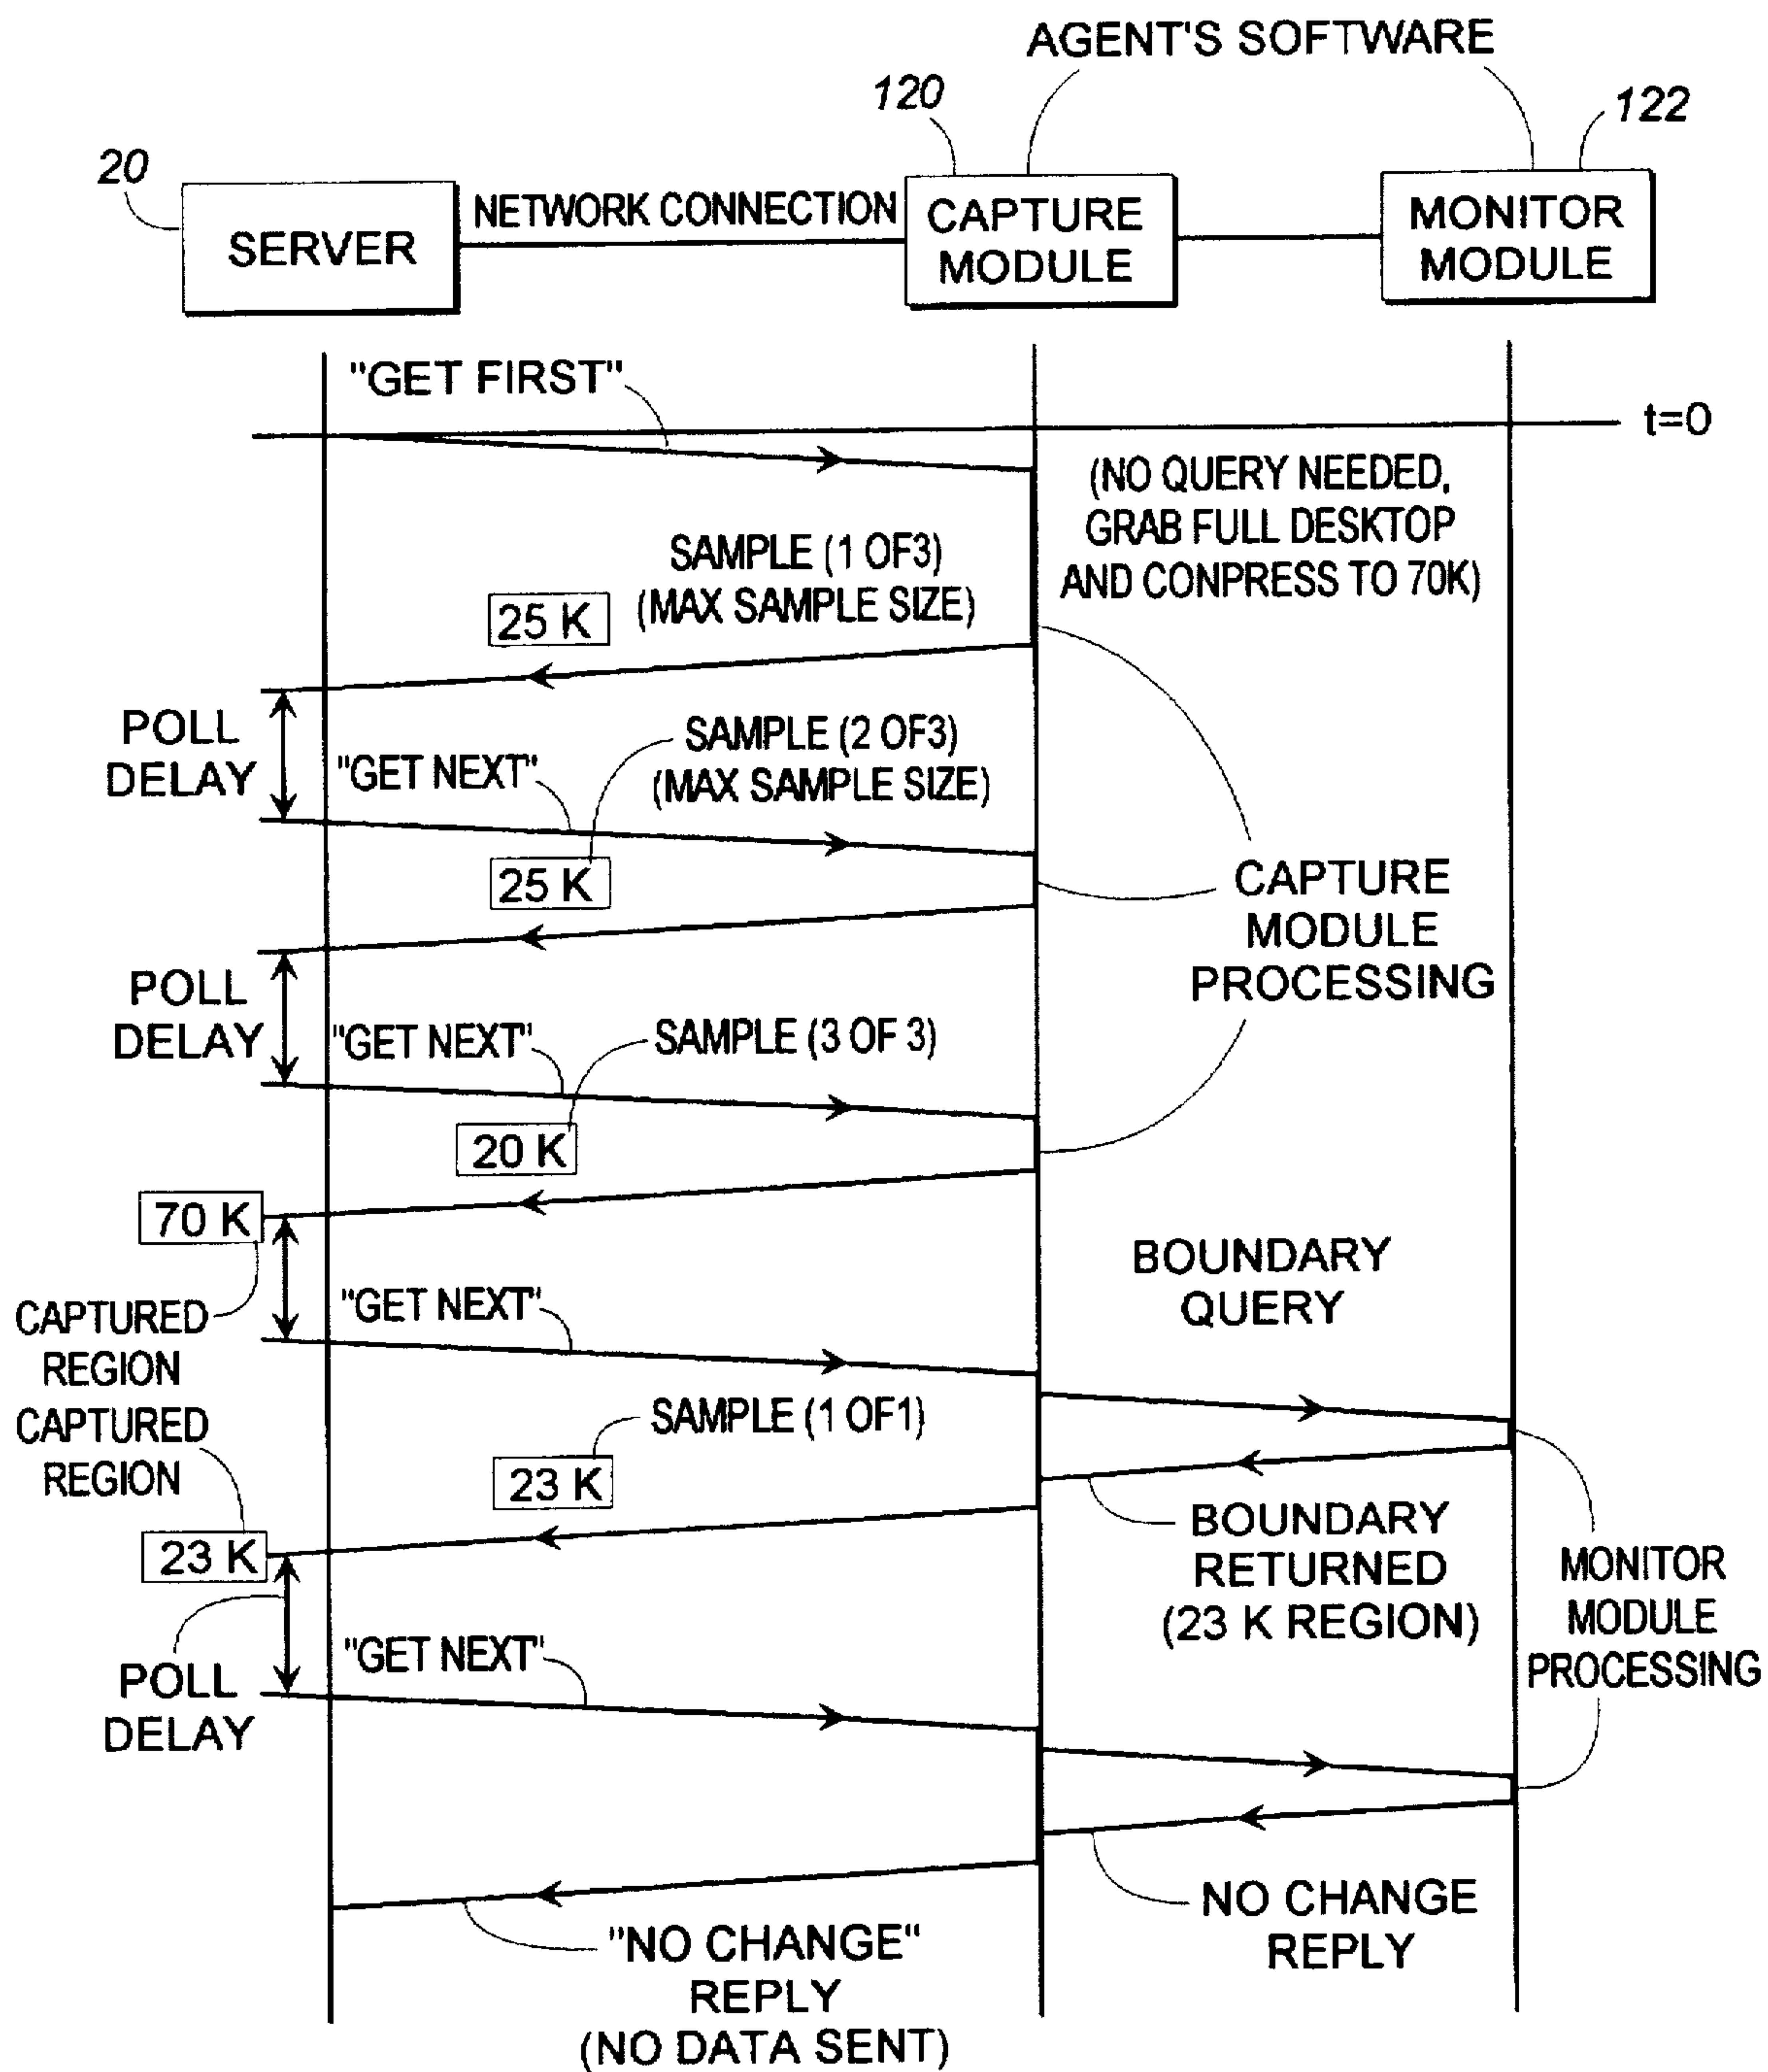 AGENT'S SOFTWARE
120
122
20
SERVER
NETWORK CONNECTION
CAPTURE
MODULE
MONITOR
MODULE
"GET FIRST"
t=0
(NO QUERY NEEDED,
GRAB FULL DESKTOP
AND CONPRESS TO 70K)
SAMPLE (1 OF3)
(MAX SAMPLE SIZE)
25 K
POLL
DELAY
"GET NEXT"
SAMPLE (2 OF3)
(MAX SAMPLE SIZE)
25 K
CAPTURE
MODULE
PROCESSING
POLL
DELAY
"GET NEXT"
SAMPLE (3 OF 3)
20 K
70 K
CAPTURED
REGION
"GET NEXT"
BOUNDARY
QUERY
CAPTURED
REGION
SAMPLE (1 OF1)
23 K
23 K
BOUNDARY
RETURNED
(23 K REGION)
MONITOR
MODULE
PROCESSING
POLL
DELAY
"GET NEXT"
NO CHANGE
REPLY
"NO CHANGE"
REPLY
(NO DATA SENT)